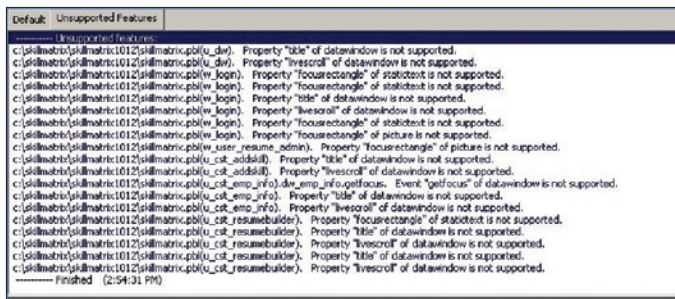 Default Unsupported Features
---------- Unsupported features:
c:\skillmatrix\skillmatrix1012\skillmatrix.pbl(u_dw). Property "title" of datawindow is not supported.
c:\skillmatrix\skillmatrix1012\skillmatrix.pbl(u_dw). Property "livescroll" of datawindow is not supported.
c:\skillmatrix\skillmatrix1012\skillmatrix.pbl(w_login). Property "focusrectangle" of statictext is not supported.
c:\skillmatrix\skillmatrix1012\skillmatrix.pbl(w_login). Property "focusrectangle" of statictext is not supported.
c:\skillmatrix\skillmatrix1012\skillmatrix.pbl(w_login). Property "title" of datawindow is not supported.
c:\skillmatrix\skillmatrix1012\skillmatrix.pbl(w_login). Property "livescroll" of datawindow is not supported.
c:\skillmatrix\skillmatrix1012\skillmatrix.pbl(w_login). Property "focusrectangle" of statictext is not supported.
c:\skillmatrix\skillmatrix1012\skillmatrix.pbl(w_login). Property "focusrectangle" of picture is not supported.
c:\skillmatrix\skillmatrix1012\skillmatrix.pbl(w_user_resume_admin). Property "focusrectangle" of picture is not supported.
c:\skillmatrix\skillmatrix1012\skillmatrix.pbl(u_cst_addskill). Property "title" of datawindow is not supported.
c:\skillmatrix\skillmatrix1012\skillmatrix.pbl(u_cst_addskill). Property "livescroll" of datawindow is not supported.
c:\skillmatrix\skillmatrix1012\skillmatrix.pbl(u_cst_emp_info).dw_emp_info.getfocus. Event "getfocus" of datawindow is not supported.
c:\skillmatrix\skillmatrix1012\skillmatrix.pbl(u_cst_emp_info). Property "title" of datawindow is not supported.
c:\skillmatrix\skillmatrix1012\skillmatrix.pbl(u_cst_emp_info). Property "livescroll" of datawindow is not supported.
c:\skillmatrix\skillmatrix1012\skillmatrix.pbl(u_cst_resumebuilder). Property "focusrectangle" of statictext is not supported.
c:\skillmatrix\skillmatrix1012\skillmatrix.pbl(u_cst_resumebuilder). Property "title" of datawindow is not supported.
c:\skillmatrix\skillmatrix1012\skillmatrix.pbl(u_cst_resumebuilder). Property "livescroll" of datawindow is not supported.
c:\skillmatrix\skillmatrix1012\skillmatrix.pbl(u_cst_resumebuilder). Property "title" of datawindow is not supported.
c:\skillmatrix\skillmatrix1012\skillmatrix.pbl(u_cst_resumebuilder). Property "livescroll" of datawindow is not supported.
---------- Finished (2:54:31 PM)